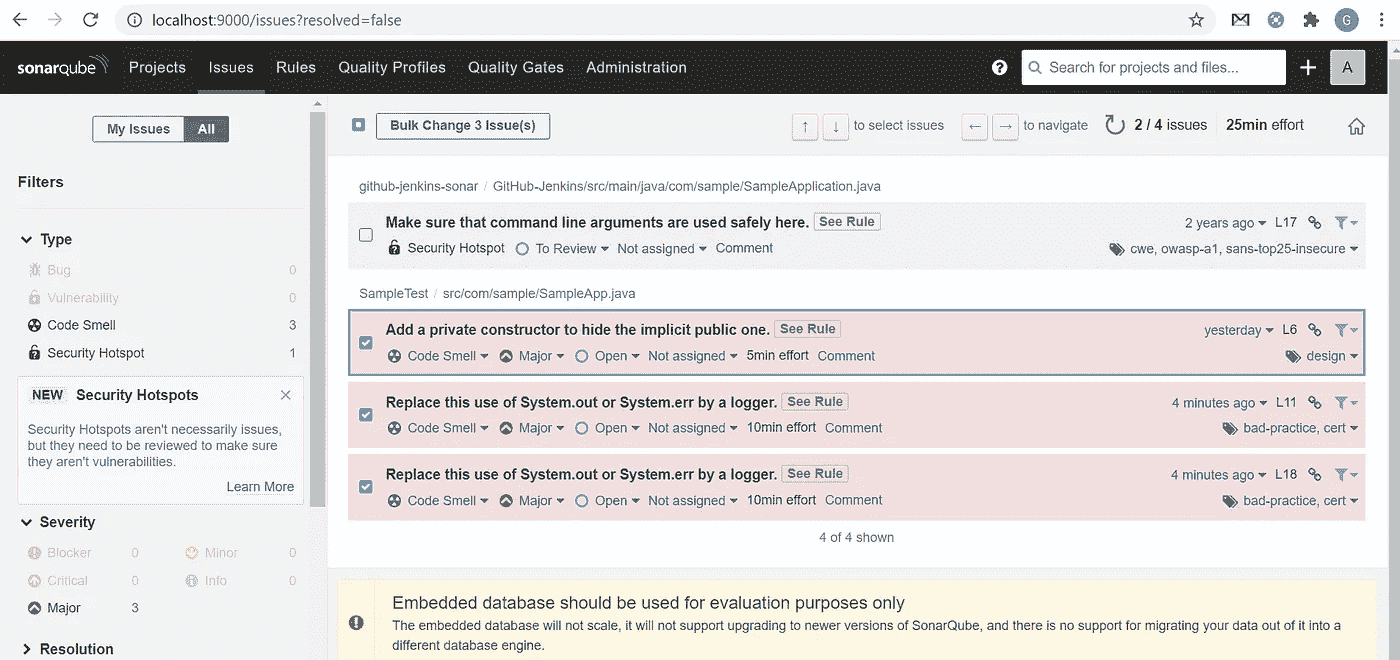 localhost:9000/issues?resolved=false
G
sonarqube Projects Issues Rules Quality Profiles Quality Gates Administration ? Search for projects and files... + A
My Issues All
Bulk Change 3 Issue(s) ↑ ↓ to select issues ← → to navigate 2 / 4 issues 25min effort
Filters
Type
Bug 0
Vulnerability 0
Code Smell 3
Security Hotspot 1
NEW Security Hotspots
Security Hotspots aren't necessarily issues,
but they need to be reviewed to make sure
they aren't vulnerabilities.
Learn More
Severity
Blocker 0 Minor 0
Critical 0 Info 0
Major 3
Resolution
github-jenkins-sonar / GitHub-Jenkins/src/main/java/com/sample/SampleApplication.java
Make sure that command line arguments are used safely here. See Rule 2 years ago L17
Security Hotspot To Review Not assigned Comment cwe, owasp-a1, sans-top25-insecure
SampleTest / src/com/sample/SampleApp.java
Add a private constructor to hide the implicit public one. See Rule yesterday L6
Code Smell Major Open Not assigned 5min effort Comment design
Replace this use of System.out or System.err by a logger. See Rule 4 minutes ago L11
Code Smell Major Open Not assigned 10min effort Comment bad-practice, cert
Replace this use of System.out or System.err by a logger. See Rule 4 minutes ago L18
Code Smell Major Open Not assigned 10min effort Comment bad-practice, cert
4 of 4 shown
Embedded database should be used for evaluation purposes only
The embedded database will not scale, it will not support upgrading to newer versions of SonarQube, and there is no support for migrating your data out of it into a
different database engine.